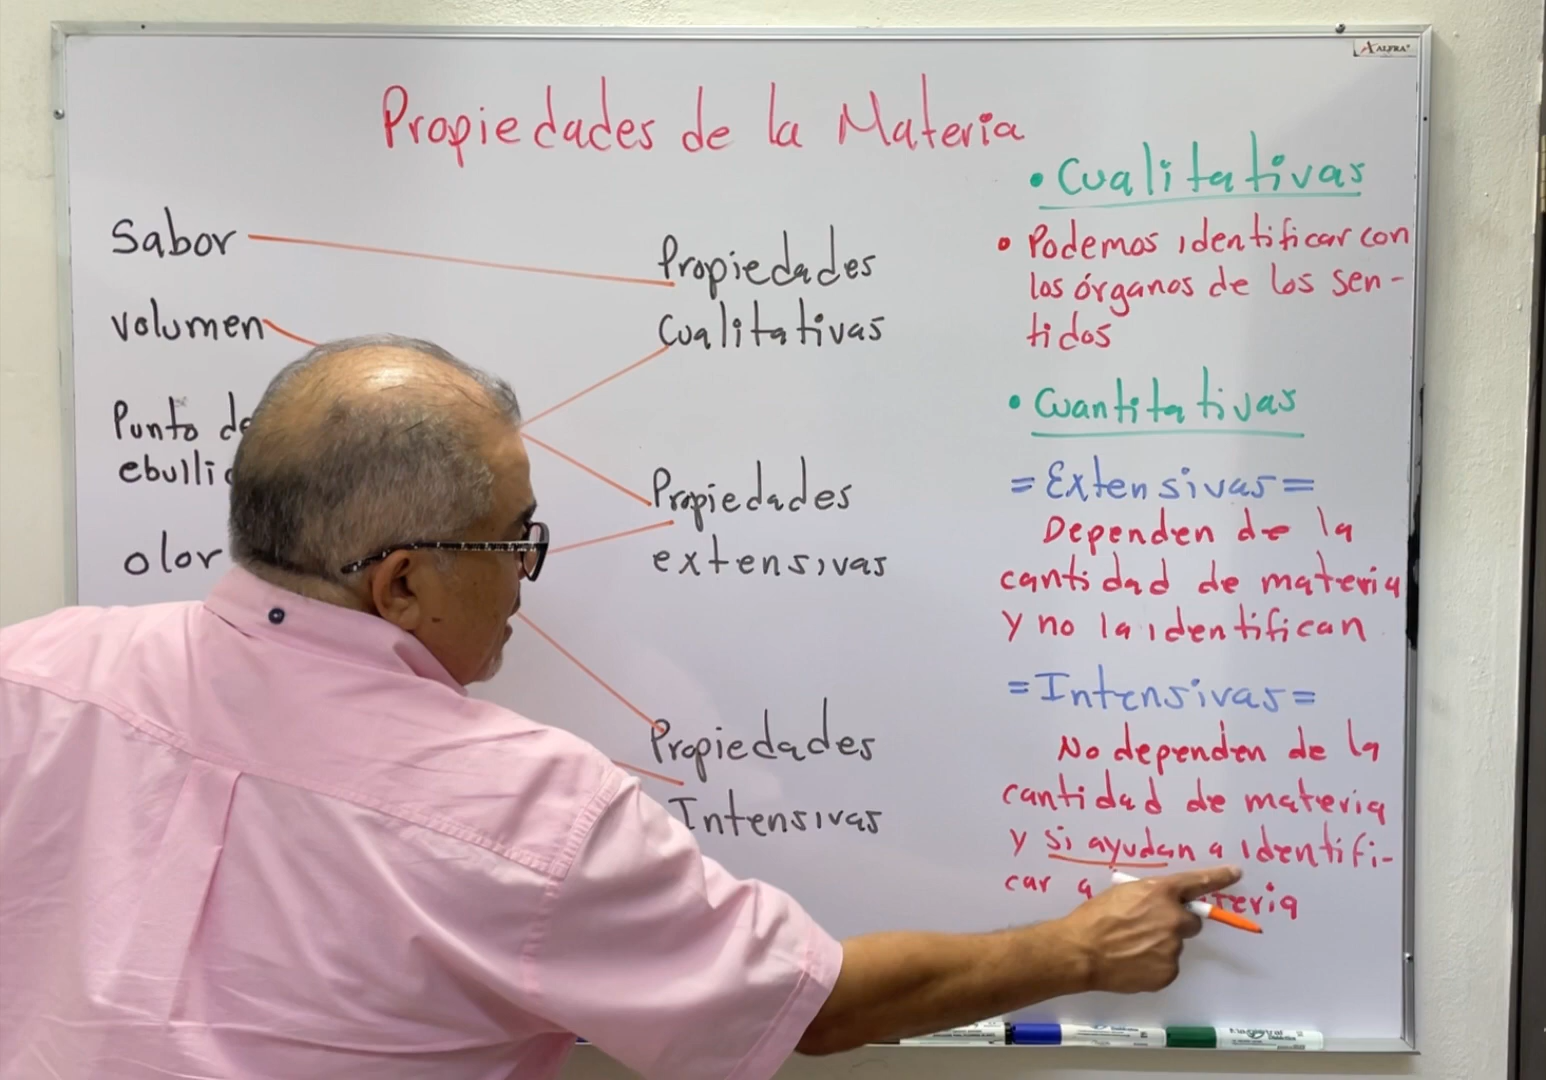 ALFRA
Propiedades de la Materia
Sabor
Volumen
Punto de
ebulli
olor
Propiedades
Cualitativas
Propiedades
extensivas
Propiedades
Intensivas
• Cualitativas
• Podemos identificar con
los órganos de los sen-
tidos
• Cuantitativas
= Extensivas =
Dependen de la
cantidad de materia
y no la identifican
= Intensivas =
No dependen de la
cantidad de materia
y si ayudan a identifi-
car a
teria